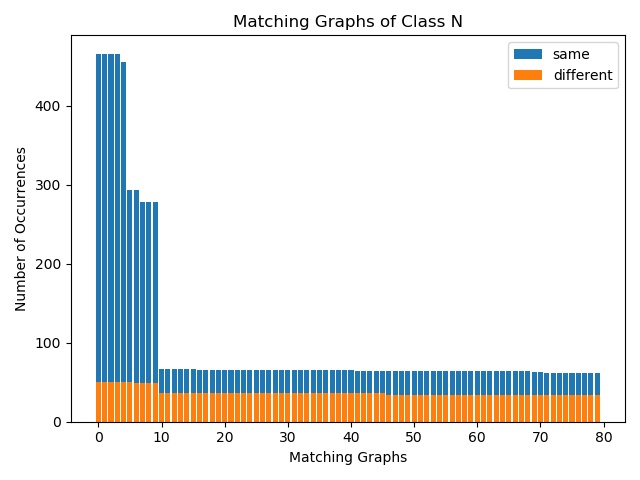 Matching Graphs of Class N
same
different
Number of Occurrences
400
300
200
100
0
0 10 20 30 40 50 60 70 80
Matching Graphs